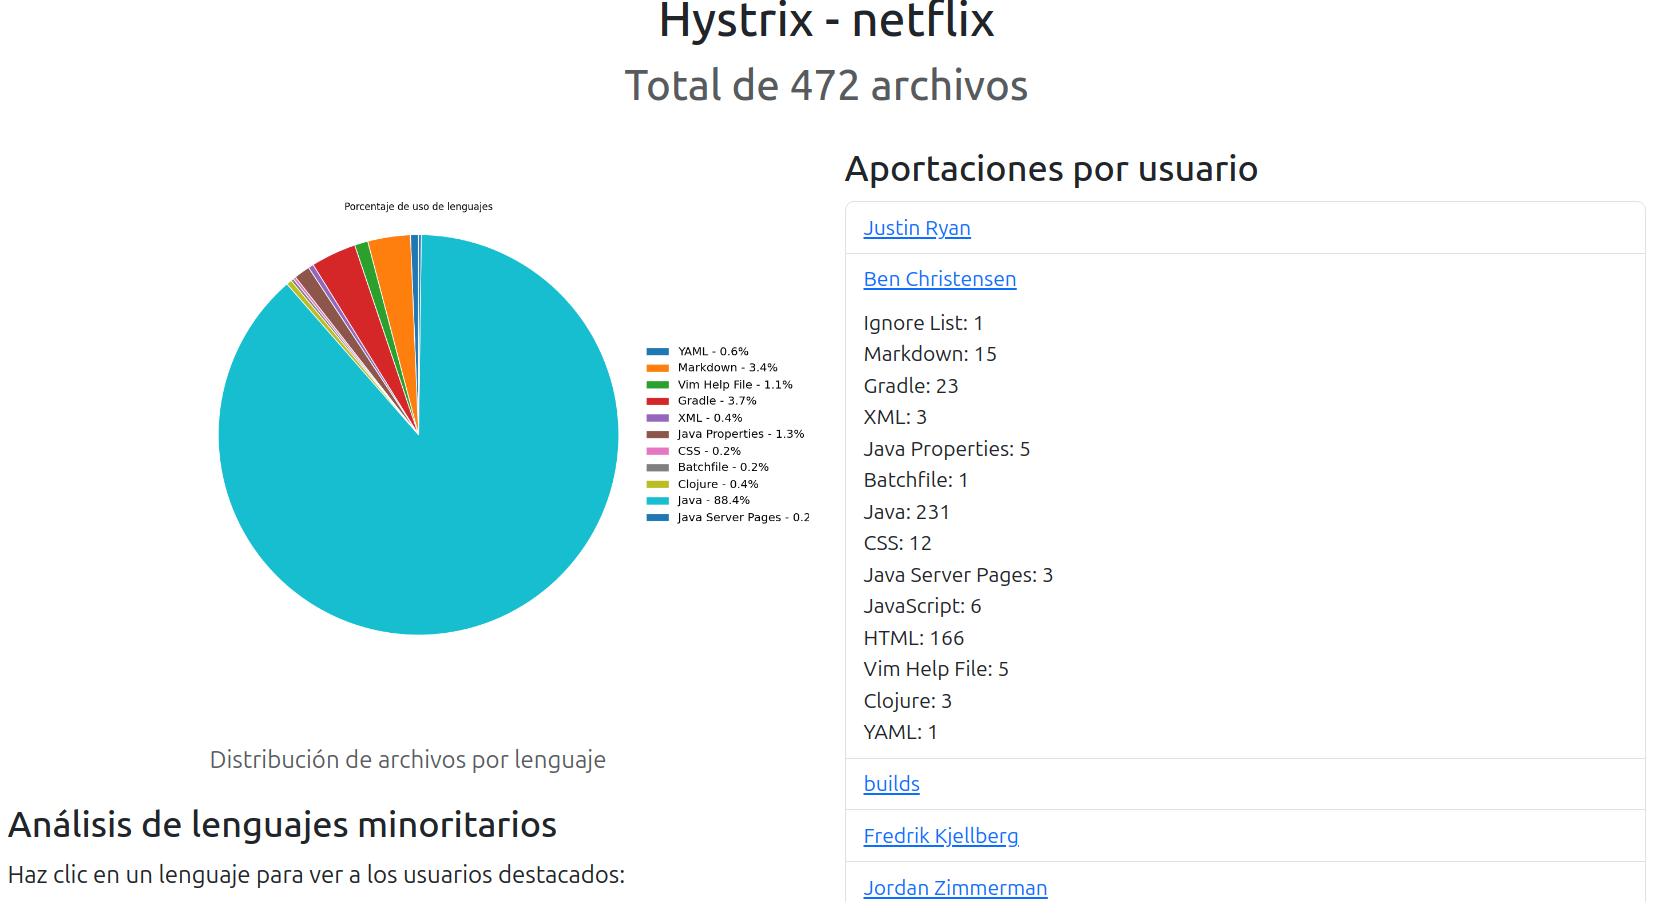 Hystrix - netflix
Total de 472 archivos
Porcentaje de uso de lenguajes
YAML - 0.6%
Markdown - 3.4%
Vim Help File - 1.1%
Gradle - 3.7%
XML - 0.4%
Java Properties - 1.3%
CSS - 0.2%
Batchfile - 0.2%
Clojure - 0.4%
Java - 88.4%
Java Server Pages - 0.2
Distribución de archivos por lenguaje
Análisis de lenguajes minoritarios
Haz clic en un lenguaje para ver a los usuarios destacados:
Aportaciones por usuario
Justin Ryan
Ben Christensen
Ignore List: 1
Markdown: 15
Gradle: 23
XML: 3
Java Properties: 5
Batchfile: 1
Java: 231
CSS: 12
Java Server Pages: 3
JavaScript: 6
HTML: 166
Vim Help File: 5
Clojure: 3
YAML: 1
builds
Fredrik Kjellberg
Jordan Zimmerman